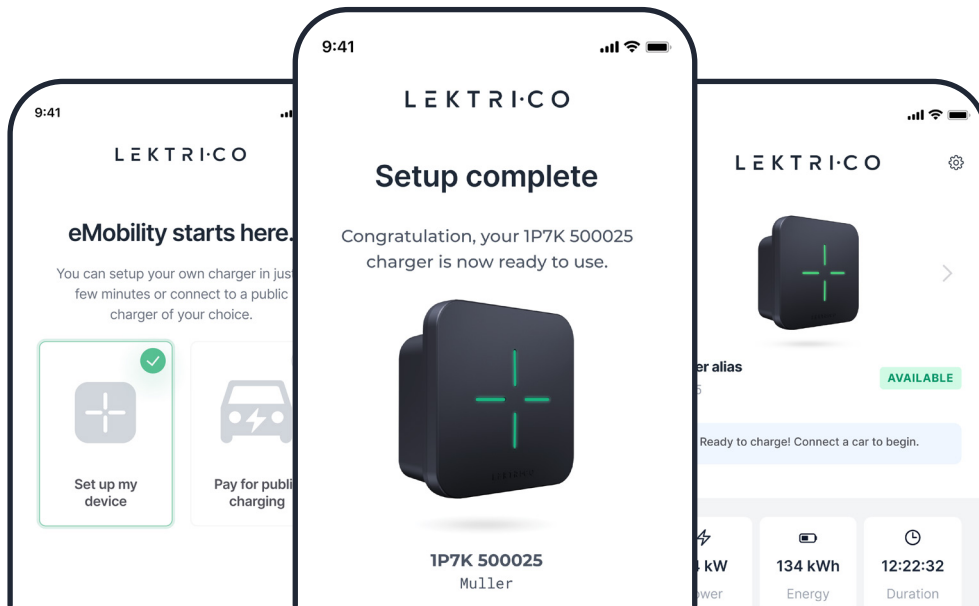 9:41
LEKTRI·CO
eMobility starts here.
You can setup your own charger in just
few minutes or connect to a public
charger of your choice.
Set up my
device
Pay for publi
charging
9:41
LEKTRI·CO
Setup complete
Congratulation, your 1P7K 500025
charger is now ready to use.
LEKTRI·CO
1P7K 500025
Muller
LEKTRI·CO
er alias
AVAILABLE
Ready to charge! Connect a car to begin.
kW
ower
134 kWh
Energy
12:22:32
Duration